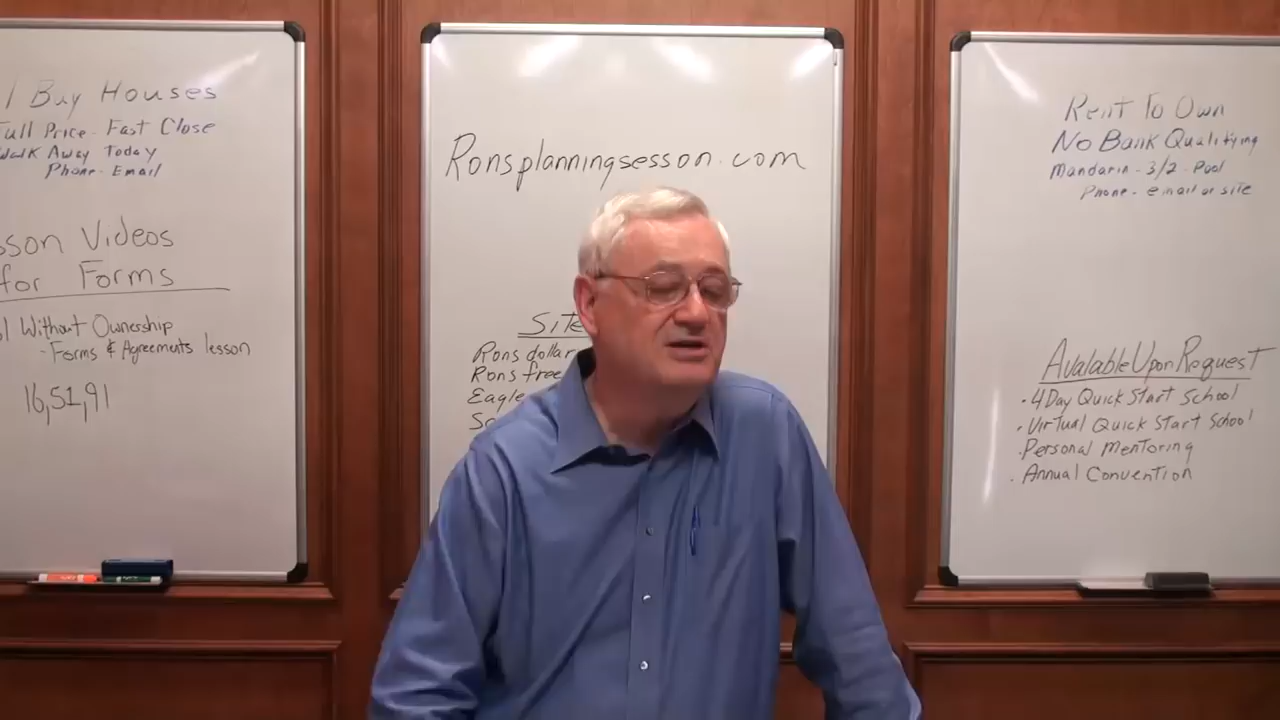 I Buy Houses
Full Price - Fast Close
Walk Away Today
Phone - Email
sson Videos
for Forms
Without Ownership
- Forms & Agreements lesson
16,51,91
Ronsplanningsesson.com
Site
Rons dollar
Rons free
Eagle
Rent To Own
No Bank Qualifying
Mandarin - 3/2 - Pool
Phone - email or site
Avalable Upon Request
· 4 Day Quick Start School
· Virtual Quick Start School
· Personal Mentoring
· Annual Convention